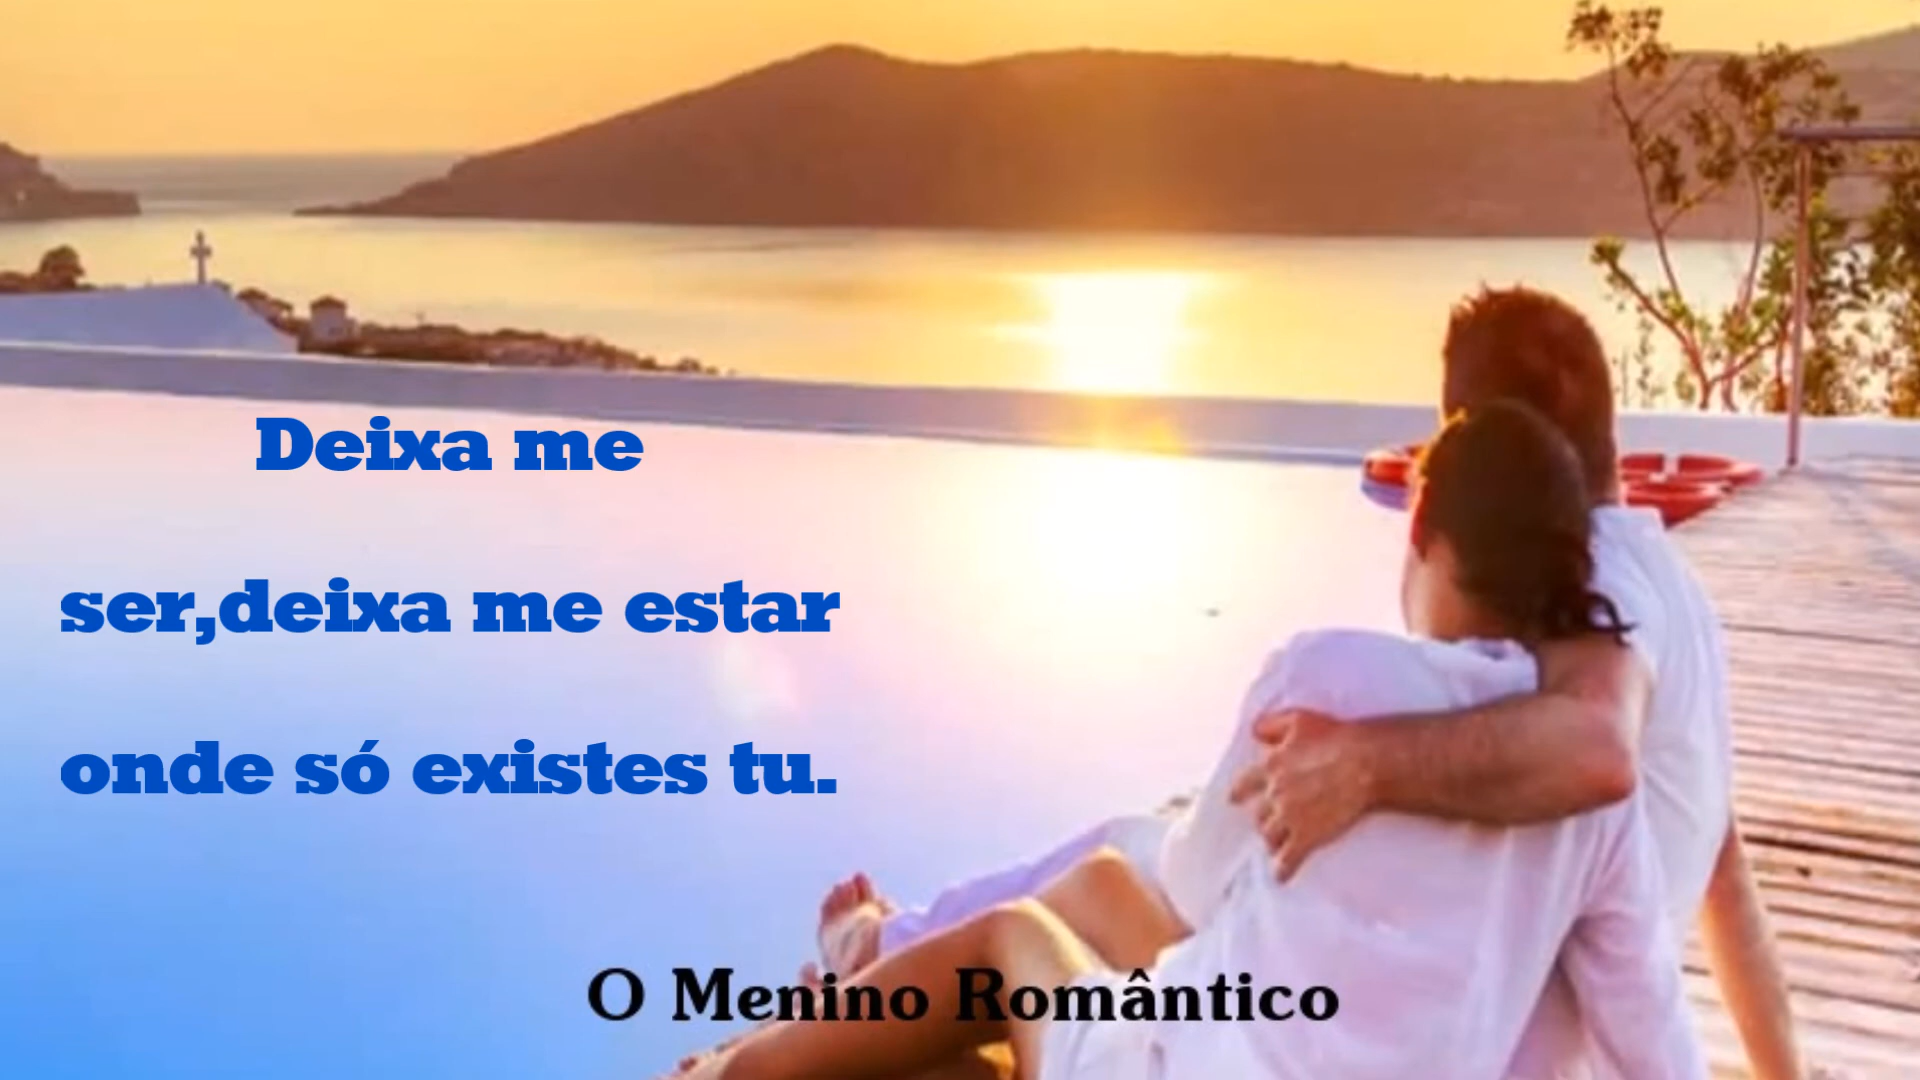 Deixa me
ser,deixa me estar
onde só existes tu.
O Menino Romântico